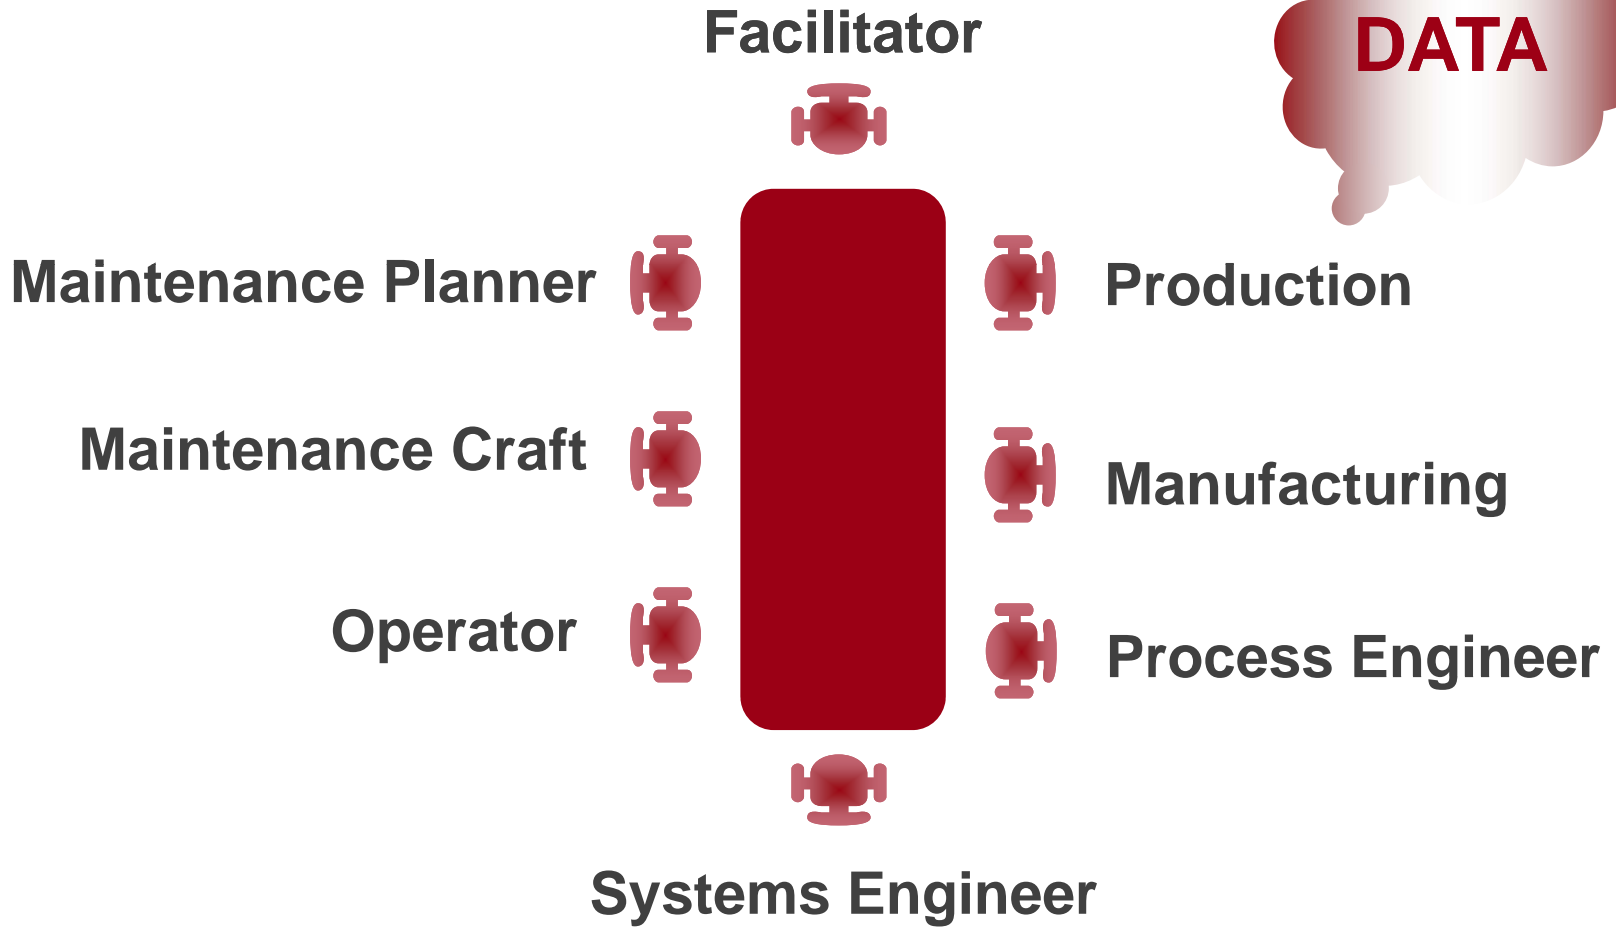 Facilitator
DATA
Maintenance Planner
Production
Maintenance Craft
Manufacturing
Operator
Process Engineer
Systems Engineer